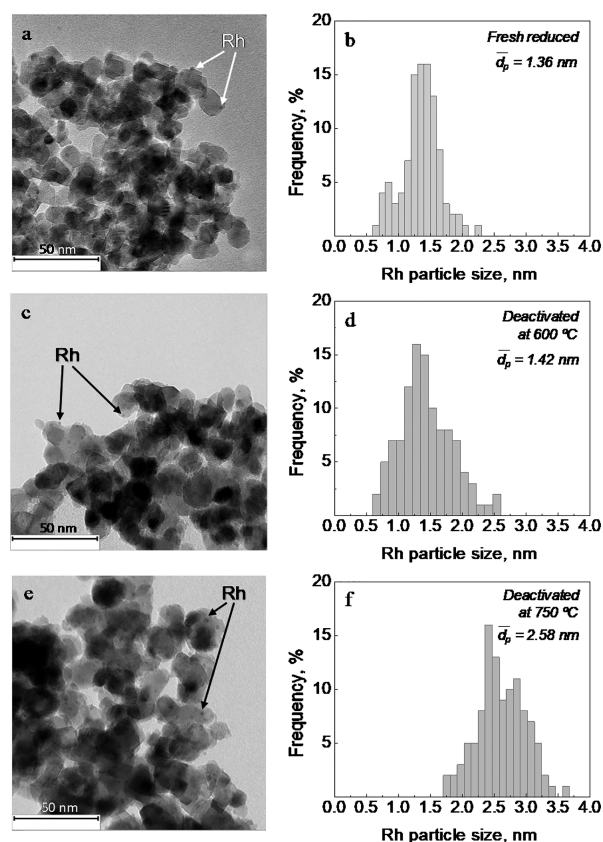 a
Rh
50 nm
b
Fresh reduced
d̅p = 1.36 nm
20
15
10
5
Frequency, %
0.0 0.5 1.0 1.5 2.0 2.5 3.0 3.5 4.0
Rh particle size, nm
c
Rh
50 nm
d
Deactivated
at 600 ºC
d̅p = 1.42 nm
20
15
10
5
Frequency, %
0.0 0.5 1.0 1.5 2.0 2.5 3.0 3.5 4.0
Rh particle size, nm
e
Rh
50 nm
f
Deactivated
at 750 ºC
d̅p = 2.58 nm
20
15
10
5
Frequency, %
0.0 0.5 1.0 1.5 2.0 2.5 3.0 3.5 4.0
Rh particle size, nm